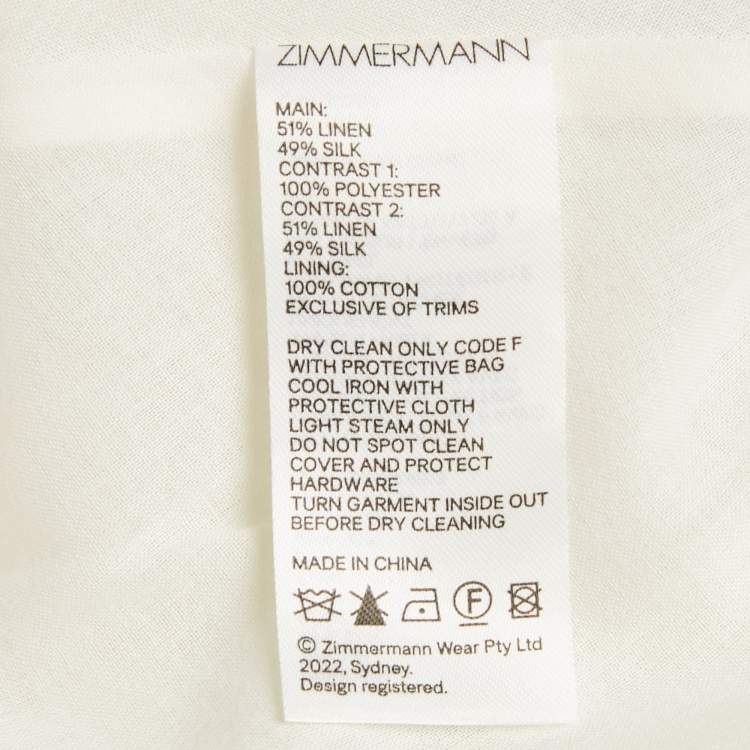 ZIMMERMANN
MAIN:
51% LINEN
49% SILK
CONTRAST 1:
100% POLYESTER
CONTRAST 2:
51% LINEN
49% SILK
LINING:
100% COTTON
EXCLUSIVE OF TRIMS
DRY CLEAN ONLY CODE F
WITH PROTECTIVE BAG
COOL IRON WITH
PROTECTIVE CLOTH
LIGHT STEAM ONLY
DO NOT SPOT CLEAN
COVER AND PROTECT
HARDWARE
TURN GARMENT INSIDE OUT
BEFORE DRY CLEANING
MADE IN CHINA
F
© Zimmermann Wear Pty Ltd
2022, Sydney.
Design registered.